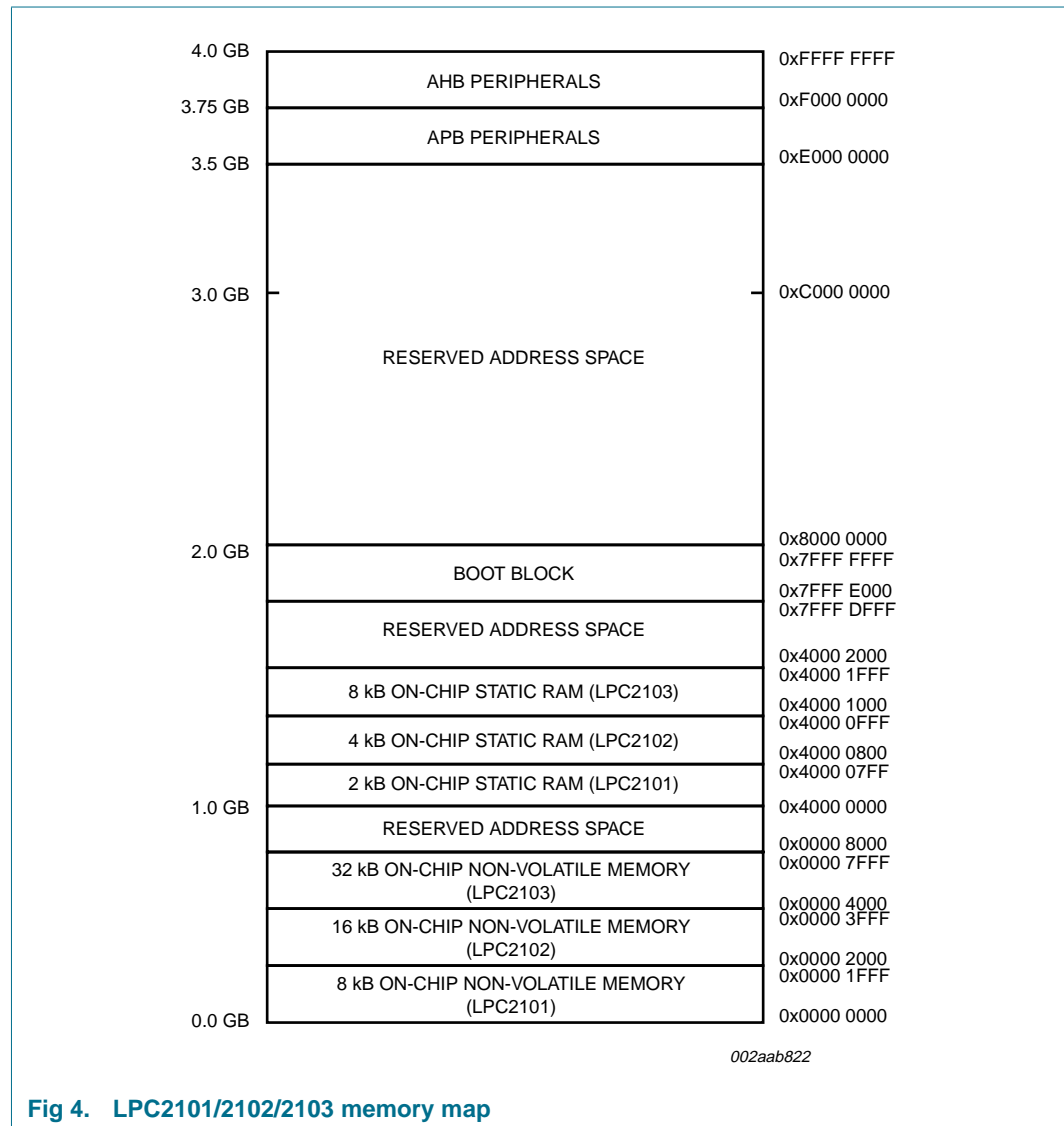 4.0 GB
0xFFFF FFFF
AHB PERIPHERALS
3.75 GB
0xF000 0000
APB PERIPHERALS
3.5 GB
0xE000 0000
3.0 GB
0xC000 0000
RESERVED ADDRESS SPACE
0x8000 0000
2.0 GB
0x7FFF FFFF
BOOT BLOCK
0x7FFF E000
0x7FFF DFFF
RESERVED ADDRESS SPACE
0x4000 2000
0x4000 1FFF
8 kB ON-CHIP STATIC RAM (LPC2103)
0x4000 1000
0x4000 0FFF
4 kB ON-CHIP STATIC RAM (LPC2102)
0x4000 0800
0x4000 07FF
2 kB ON-CHIP STATIC RAM (LPC2101)
1.0 GB
0x4000 0000
RESERVED ADDRESS SPACE
0x0000 8000
0x0000 7FFF
32 kB ON-CHIP NON-VOLATILE MEMORY
(LPC2103)
0x0000 4000
0x0000 3FFF
16 kB ON-CHIP NON-VOLATILE MEMORY
(LPC2102)
0x0000 2000
0x0000 1FFF
8 kB ON-CHIP NON-VOLATILE MEMORY
(LPC2101)
0.0 GB
0x0000 0000
002aab822
Fig 4. LPC2101/2102/2103 memory map